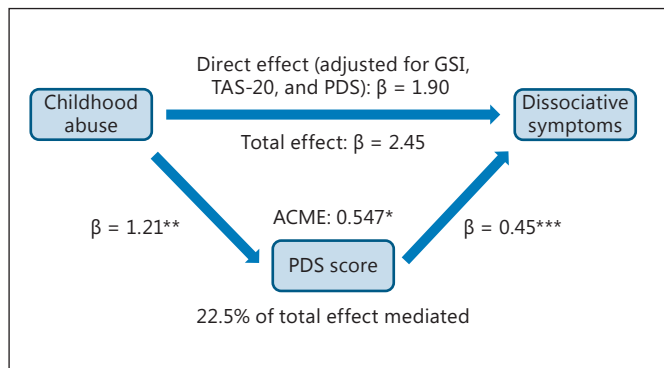 Direct effect (adjusted for GSI,
TAS-20, and PDS): β = 1.90
Childhood
abuse
Dissociative
symptoms
Total effect: β = 2.45
β = 1.21**
ACME: 0.547*
β = 0.45***
PDS score
22.5% of total effect mediated